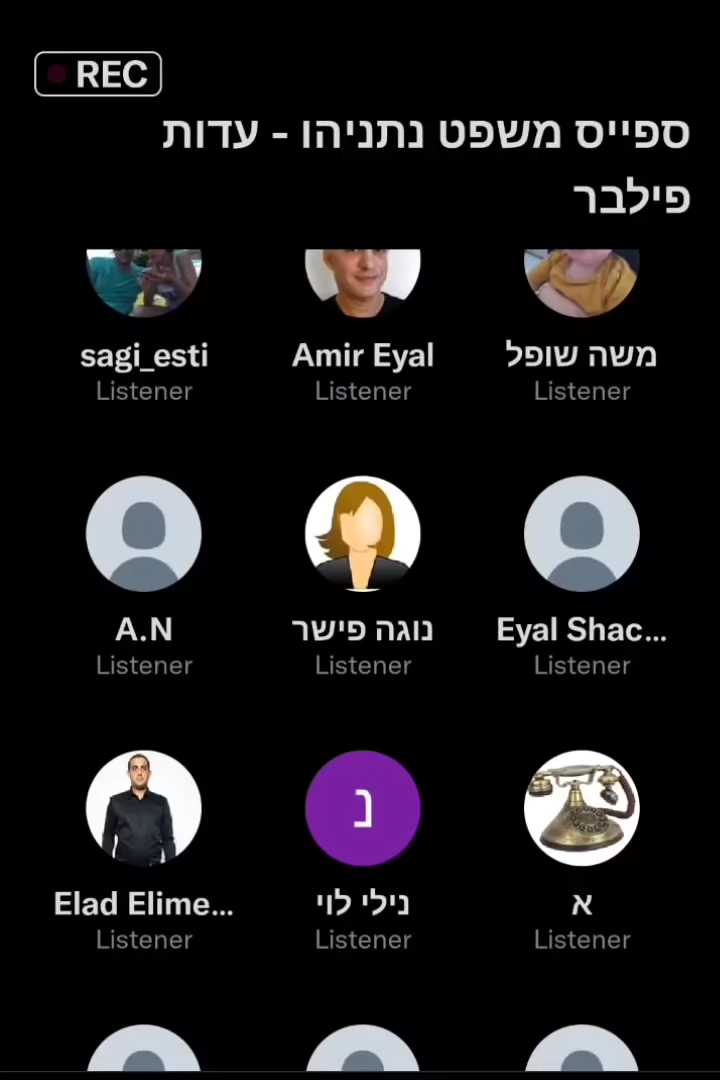 REC
ספייס משפט נתניהו - עדות
פילבר
sagi_esti
Listener
Amir Eyal
Listener
משה שופל
Listener
A.N
Listener
נוגה פישר
Listener
Eyal Shac...
Listener
Elad Elime...
Listener
נ
נילי לוי
Listener
א
Listener